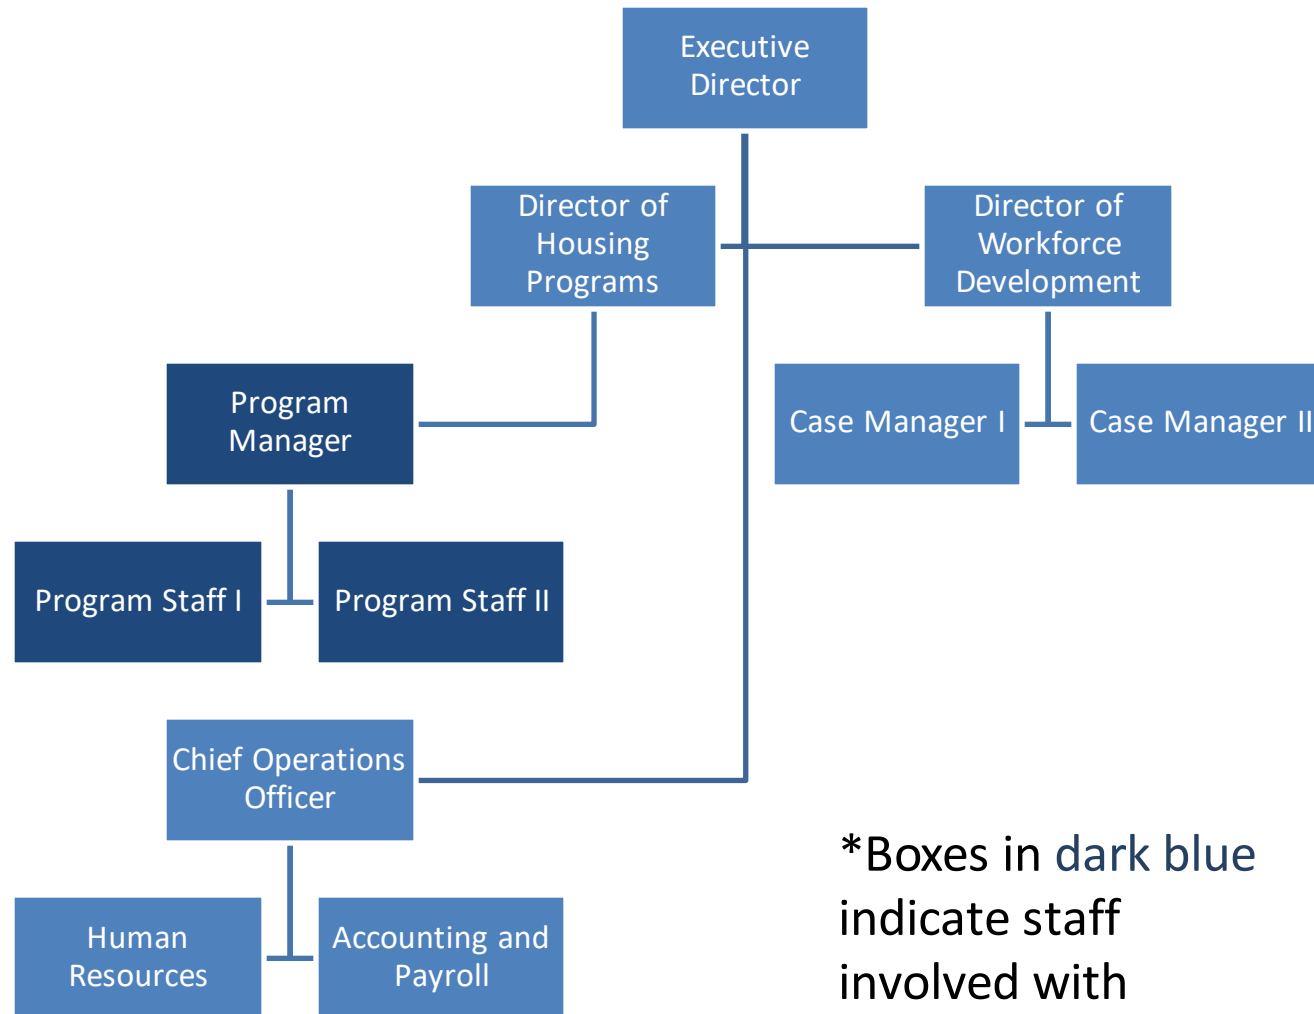 Executive
Director
Director of
Housing
Programs
Director of
Workforce
Development
Program
Manager
Case Manager I
Case Manager II
Program Staff I
Program Staff II
Chief Operations
Officer
Human
Resources
Accounting and
Payroll
*Boxes in dark blue
indicate staff
involved with